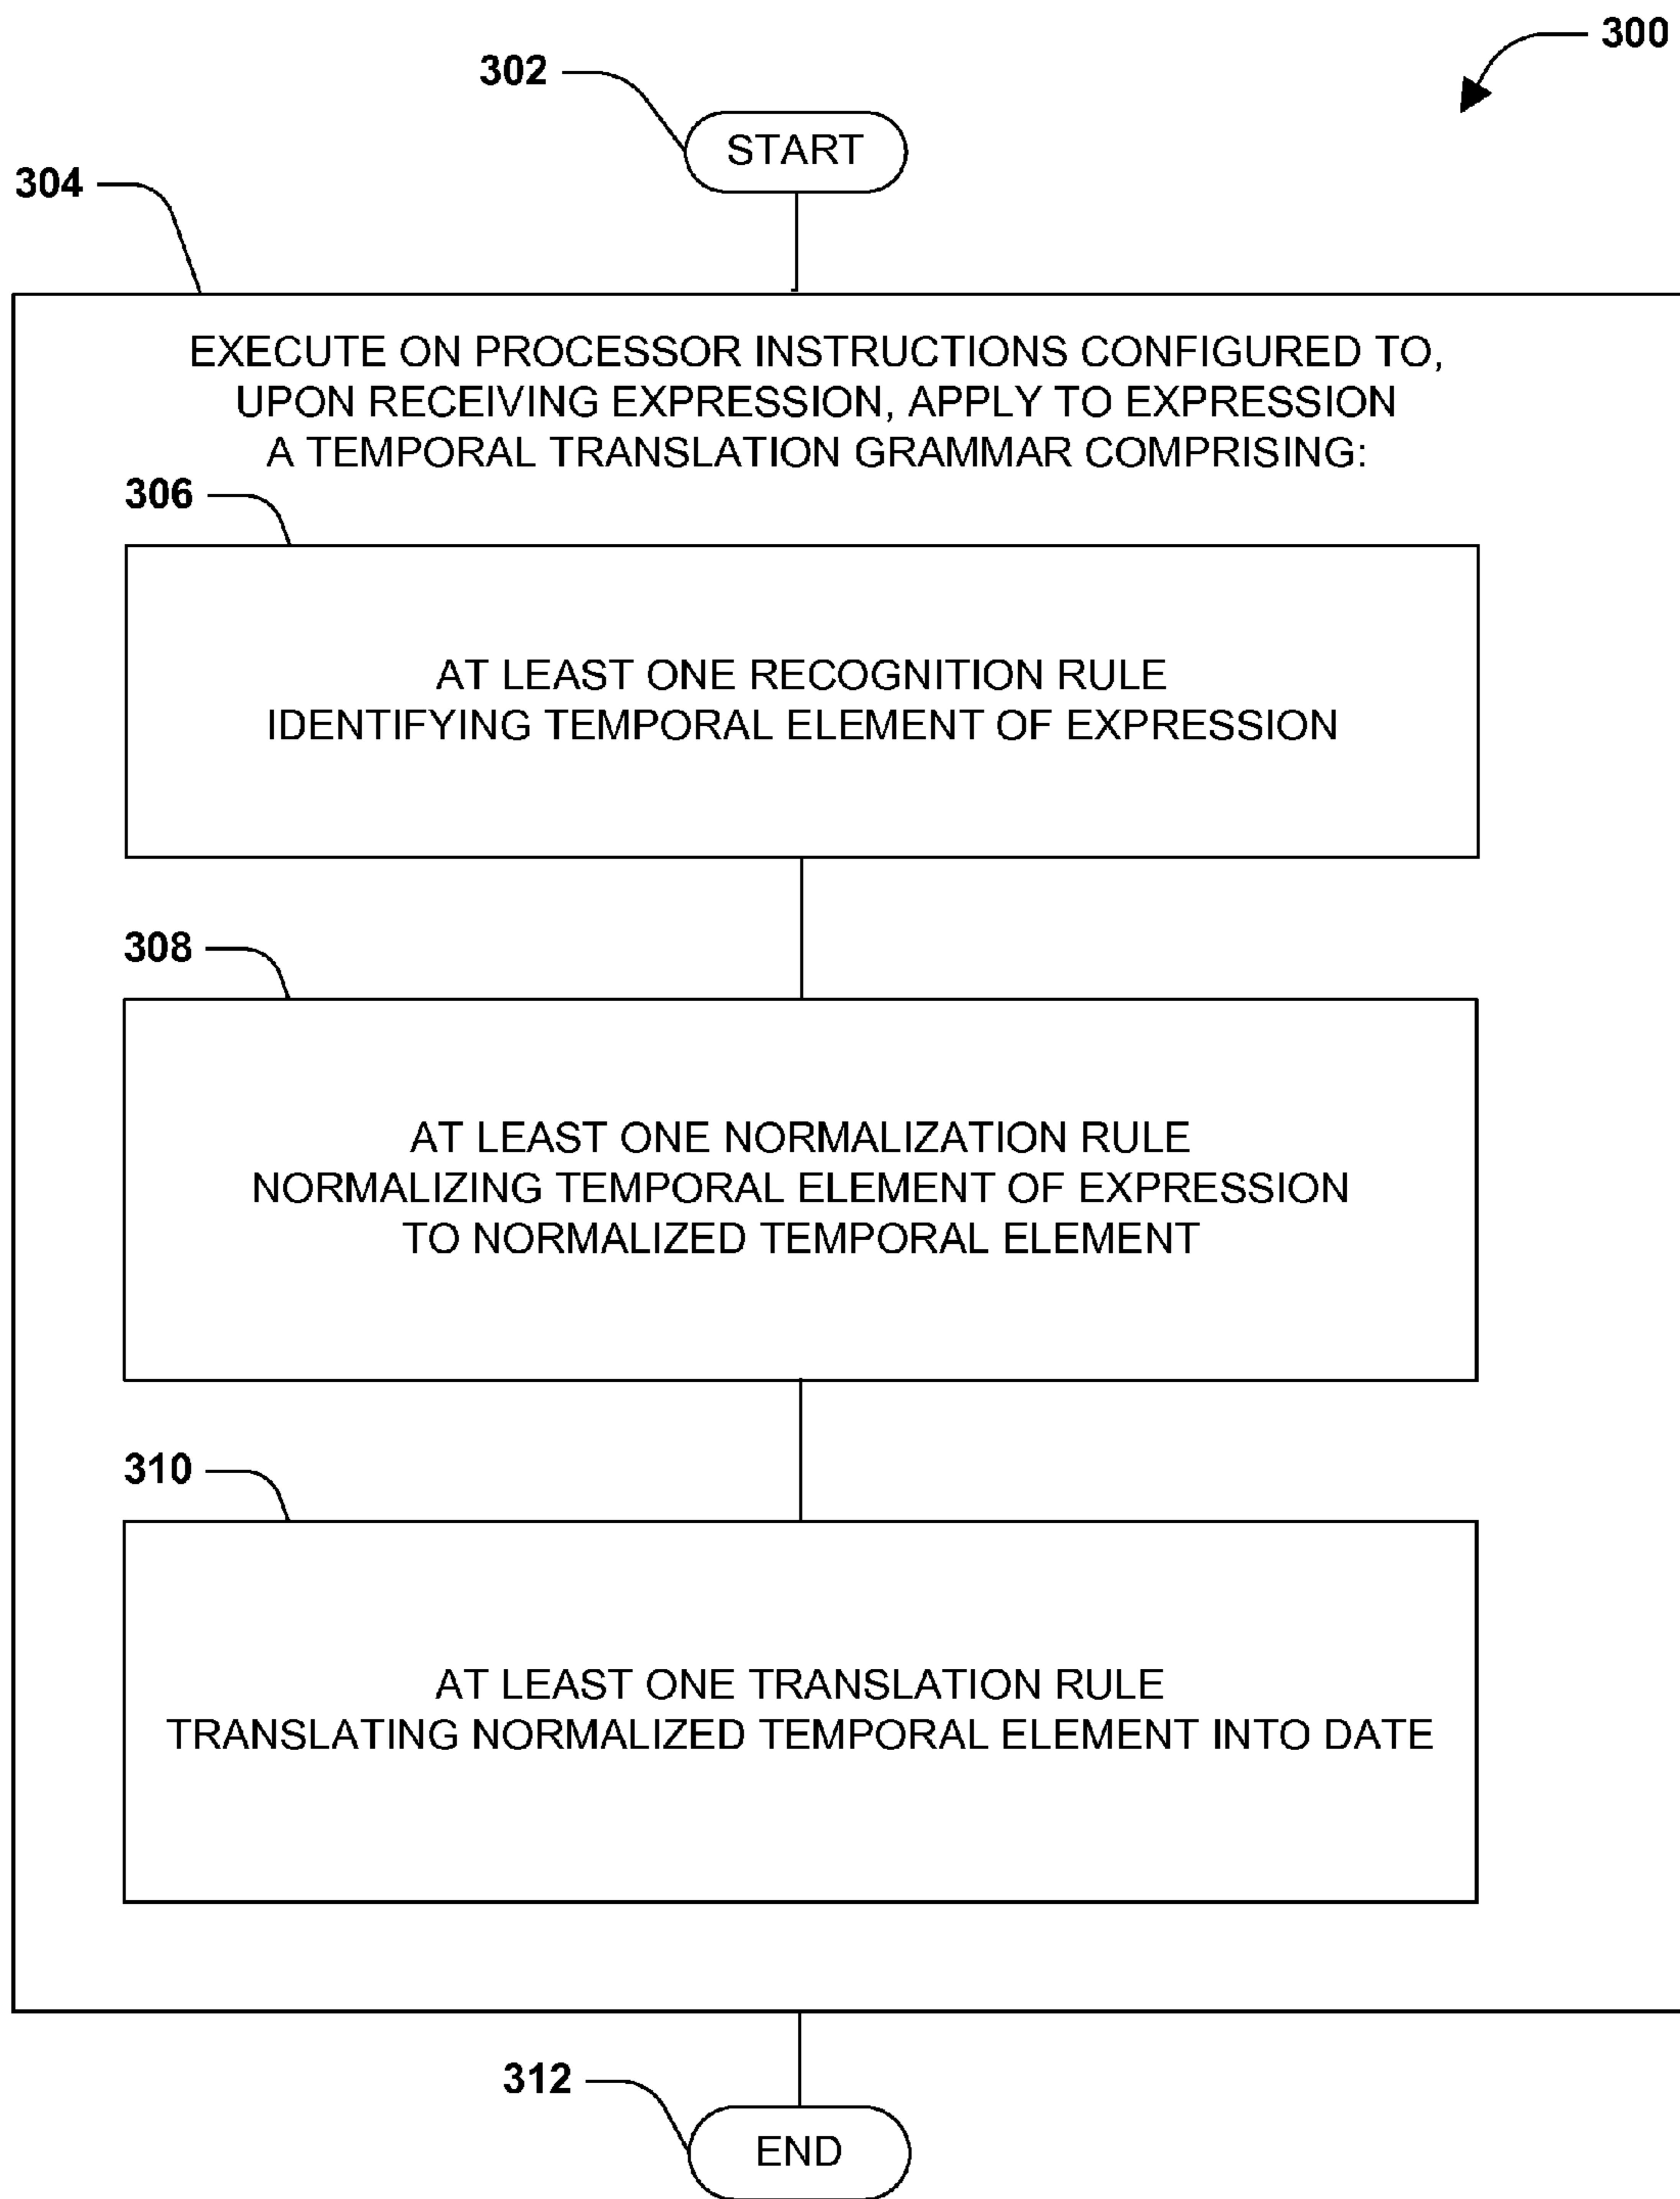 300
302
START
304
EXECUTE ON PROCESSOR INSTRUCTIONS CONFIGURED TO,
UPON RECEIVING EXPRESSION, APPLY TO EXPRESSION
A TEMPORAL TRANSLATION GRAMMAR COMPRISING:
306
AT LEAST ONE RECOGNITION RULE
IDENTIFYING TEMPORAL ELEMENT OF EXPRESSION
308
AT LEAST ONE NORMALIZATION RULE
NORMALIZING TEMPORAL ELEMENT OF EXPRESSION
TO NORMALIZED TEMPORAL ELEMENT
310
AT LEAST ONE TRANSLATION RULE
TRANSLATING NORMALIZED TEMPORAL ELEMENT INTO DATE
312
END